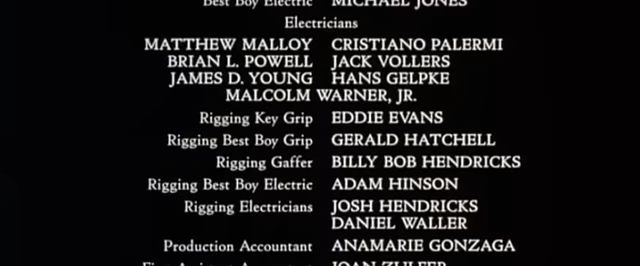 Best Boy Electric MICHAEL JONES
Electricians
MATTHEW MALLOY CRISTIANO PALERMI
BRIAN L. POWELL JACK VOLLERS
JAMES D. YOUNG HANS GELPKE
MALCOLM WARNER, JR.
Rigging Key Grip EDDIE EVANS
Rigging Best Boy Grip GERALD HATCHELL
Rigging Gaffer BILLY BOB HENDRICKS
Rigging Best Boy Electric ADAM HINSON
Rigging Electricians JOSH HENDRICKS
DANIEL WALLER
Production Accountant ANAMARIE GONZAGA